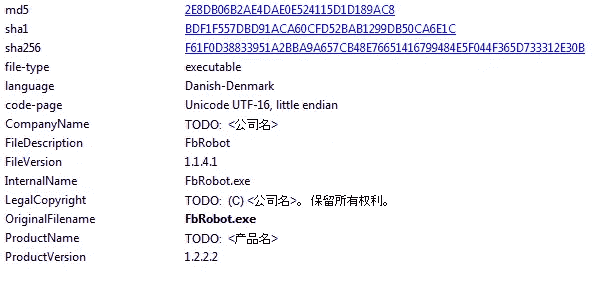 md5 2E8DB06B2AE4DAE0E524115D1D189AC8
sha1 BDF1F557DBD91ACA60CFD52BAB1299DB50CA6E1C
sha256 F61F0D38833951A2BBA9A657CB48E76651416799484E5F044F365D733312E30B
file-type executable
language Danish-Denmark
code-page Unicode UTF-16, little endian
CompanyName TODO: <公司名>
FileDescription FbRobot
FileVersion 1.1.4.1
InternalName FbRobot.exe
LegalCopyright TODO: (C) <公司名>。保留所有权利。
OriginalFilename FbRobot.exe
ProductName TODO: <产品名>
ProductVersion 1.2.2.2